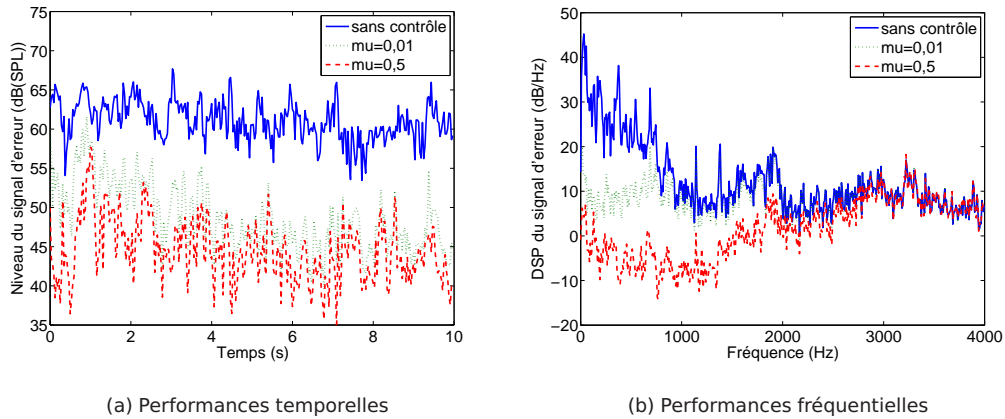 75
70
65
60
55
50
45
40
35
0
2
4
6
8
10
Temps (s)
Niveau du signal d'erreur (dB(SPL))
sans contrôle
mu=0,01
mu=0,5
50
40
30
20
10
0
−10
−20
0
1000
2000
3000
4000
Fréquence (Hz)
DSP du signal d'erreur (dB/Hz)
sans contrôle
mu=0,01
mu=0,5
(a) Performances temporelles
(b) Performances fréquentielles